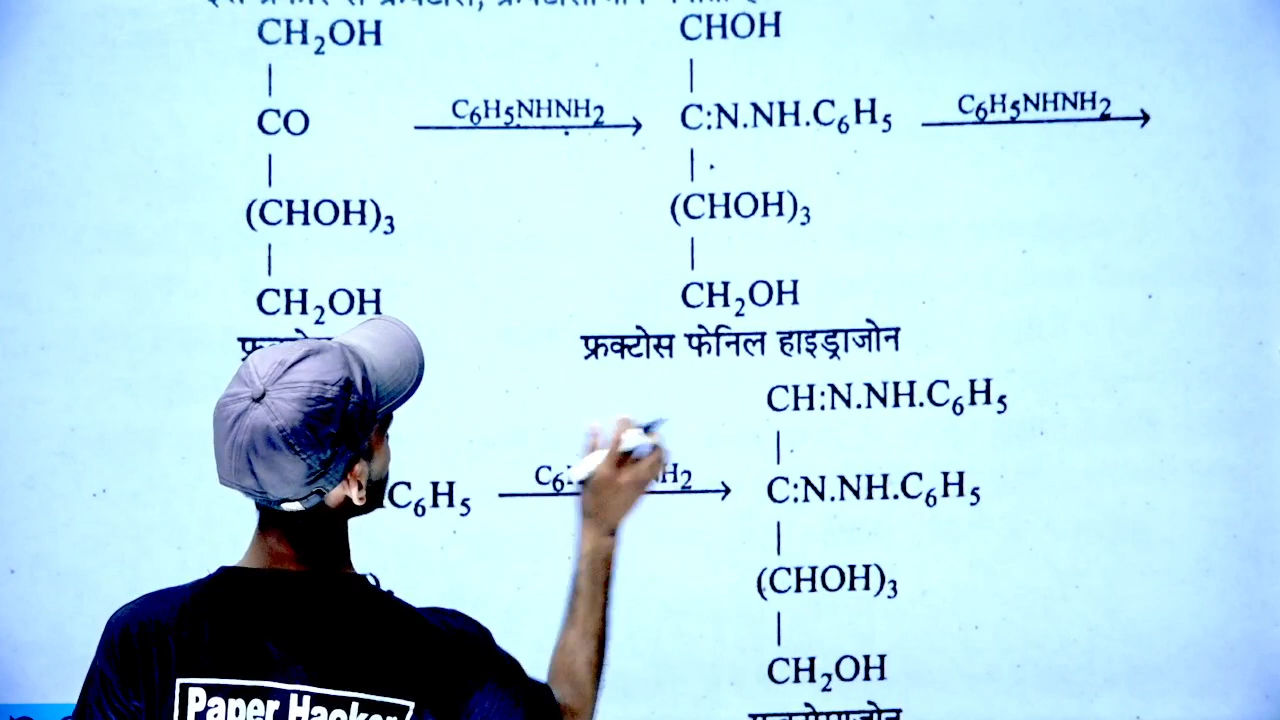 CH₂OH
|
CO
|
(CHOH)₃
|
CH₂OH
C₆H₅NHNH₂
CHOH
|
C:N.NH.C₆H₅
|
(CHOH)₃
|
CH₂OH
फ्रक्टोस फेनिल हाइड्राजोन
C₆H₅NHNH₂
C₆H₅
CH:N.NH.C₆H₅
|
C:N.NH.C₆H₅
|
(CHOH)₃
|
CH₂OH
Paper Hacker